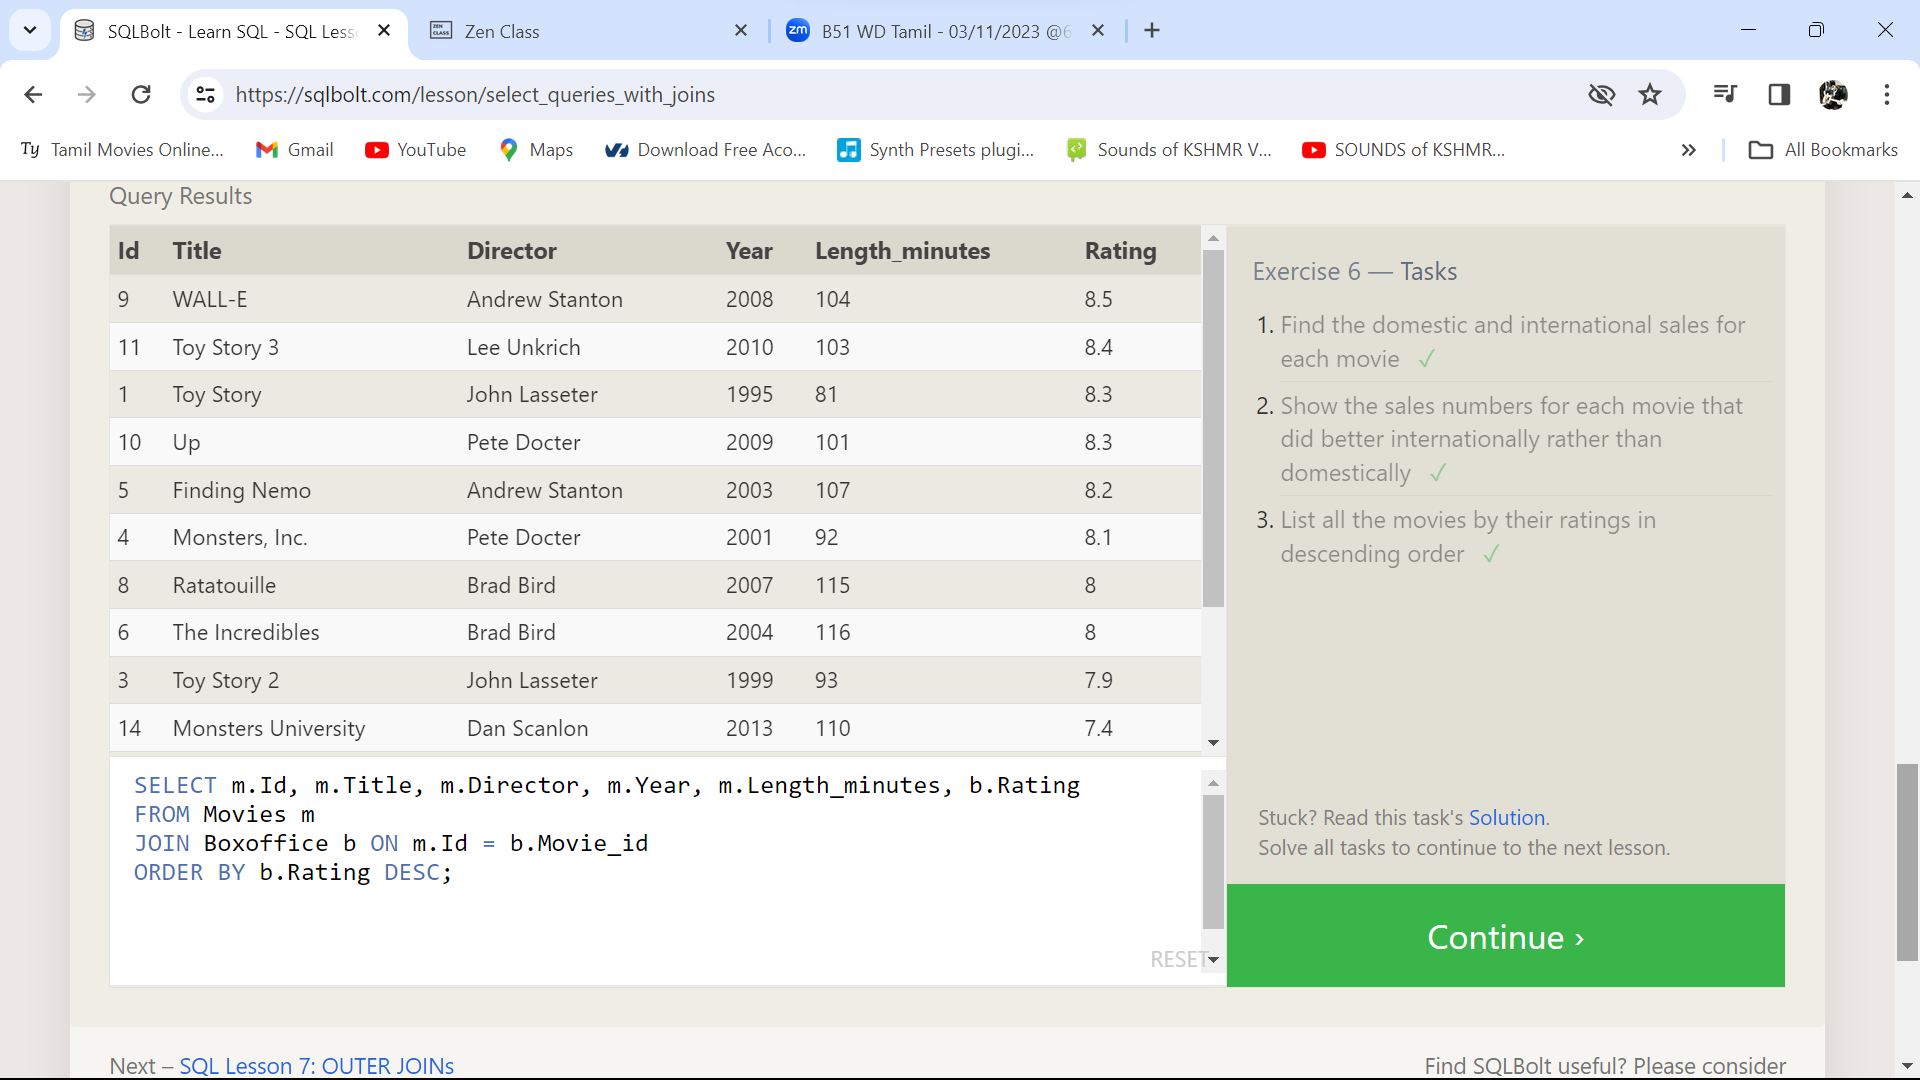 SQLBolt - Learn SQL - SQL Less
Zen Class
zm B51 WD Tamil - 03/11/2023 @6
https://sqlbolt.com/lesson/select_queries_with_joins
Ty Tamil Movies Online...
Gmail
YouTube
Maps
Download Free Aco...
Synth Presets plugi...
Sounds of KSHMR V...
SOUNDS of KSHMR...
All Bookmarks
Query Results
Id Title Director Year Length_minutes Rating
9 WALL-E Andrew Stanton 2008 104 8.5
11 Toy Story 3 Lee Unkrich 2010 103 8.4
1 Toy Story John Lasseter 1995 81 8.3
10 Up Pete Docter 2009 101 8.3
5 Finding Nemo Andrew Stanton 2003 107 8.2
4 Monsters, Inc. Pete Docter 2001 92 8.1
8 Ratatouille Brad Bird 2007 115 8
6 The Incredibles Brad Bird 2004 116 8
3 Toy Story 2 John Lasseter 1999 93 7.9
14 Monsters University Dan Scanlon 2013 110 7.4
SELECT m.Id, m.Title, m.Director, m.Year, m.Length_minutes, b.Rating
FROM Movies m
JOIN Boxoffice b ON m.Id = b.Movie_id
ORDER BY b.Rating DESC;
RESET
Exercise 6 — Tasks
1. Find the domestic and international sales for
each movie ✓
2. Show the sales numbers for each movie that
did better internationally rather than
domestically ✓
3. List all the movies by their ratings in
descending order ✓
Stuck? Read this task's Solution.
Solve all tasks to continue to the next lesson.
Continue ›
Next – SQL Lesson 7: OUTER JOINs
Find SQLBolt useful? Please consider